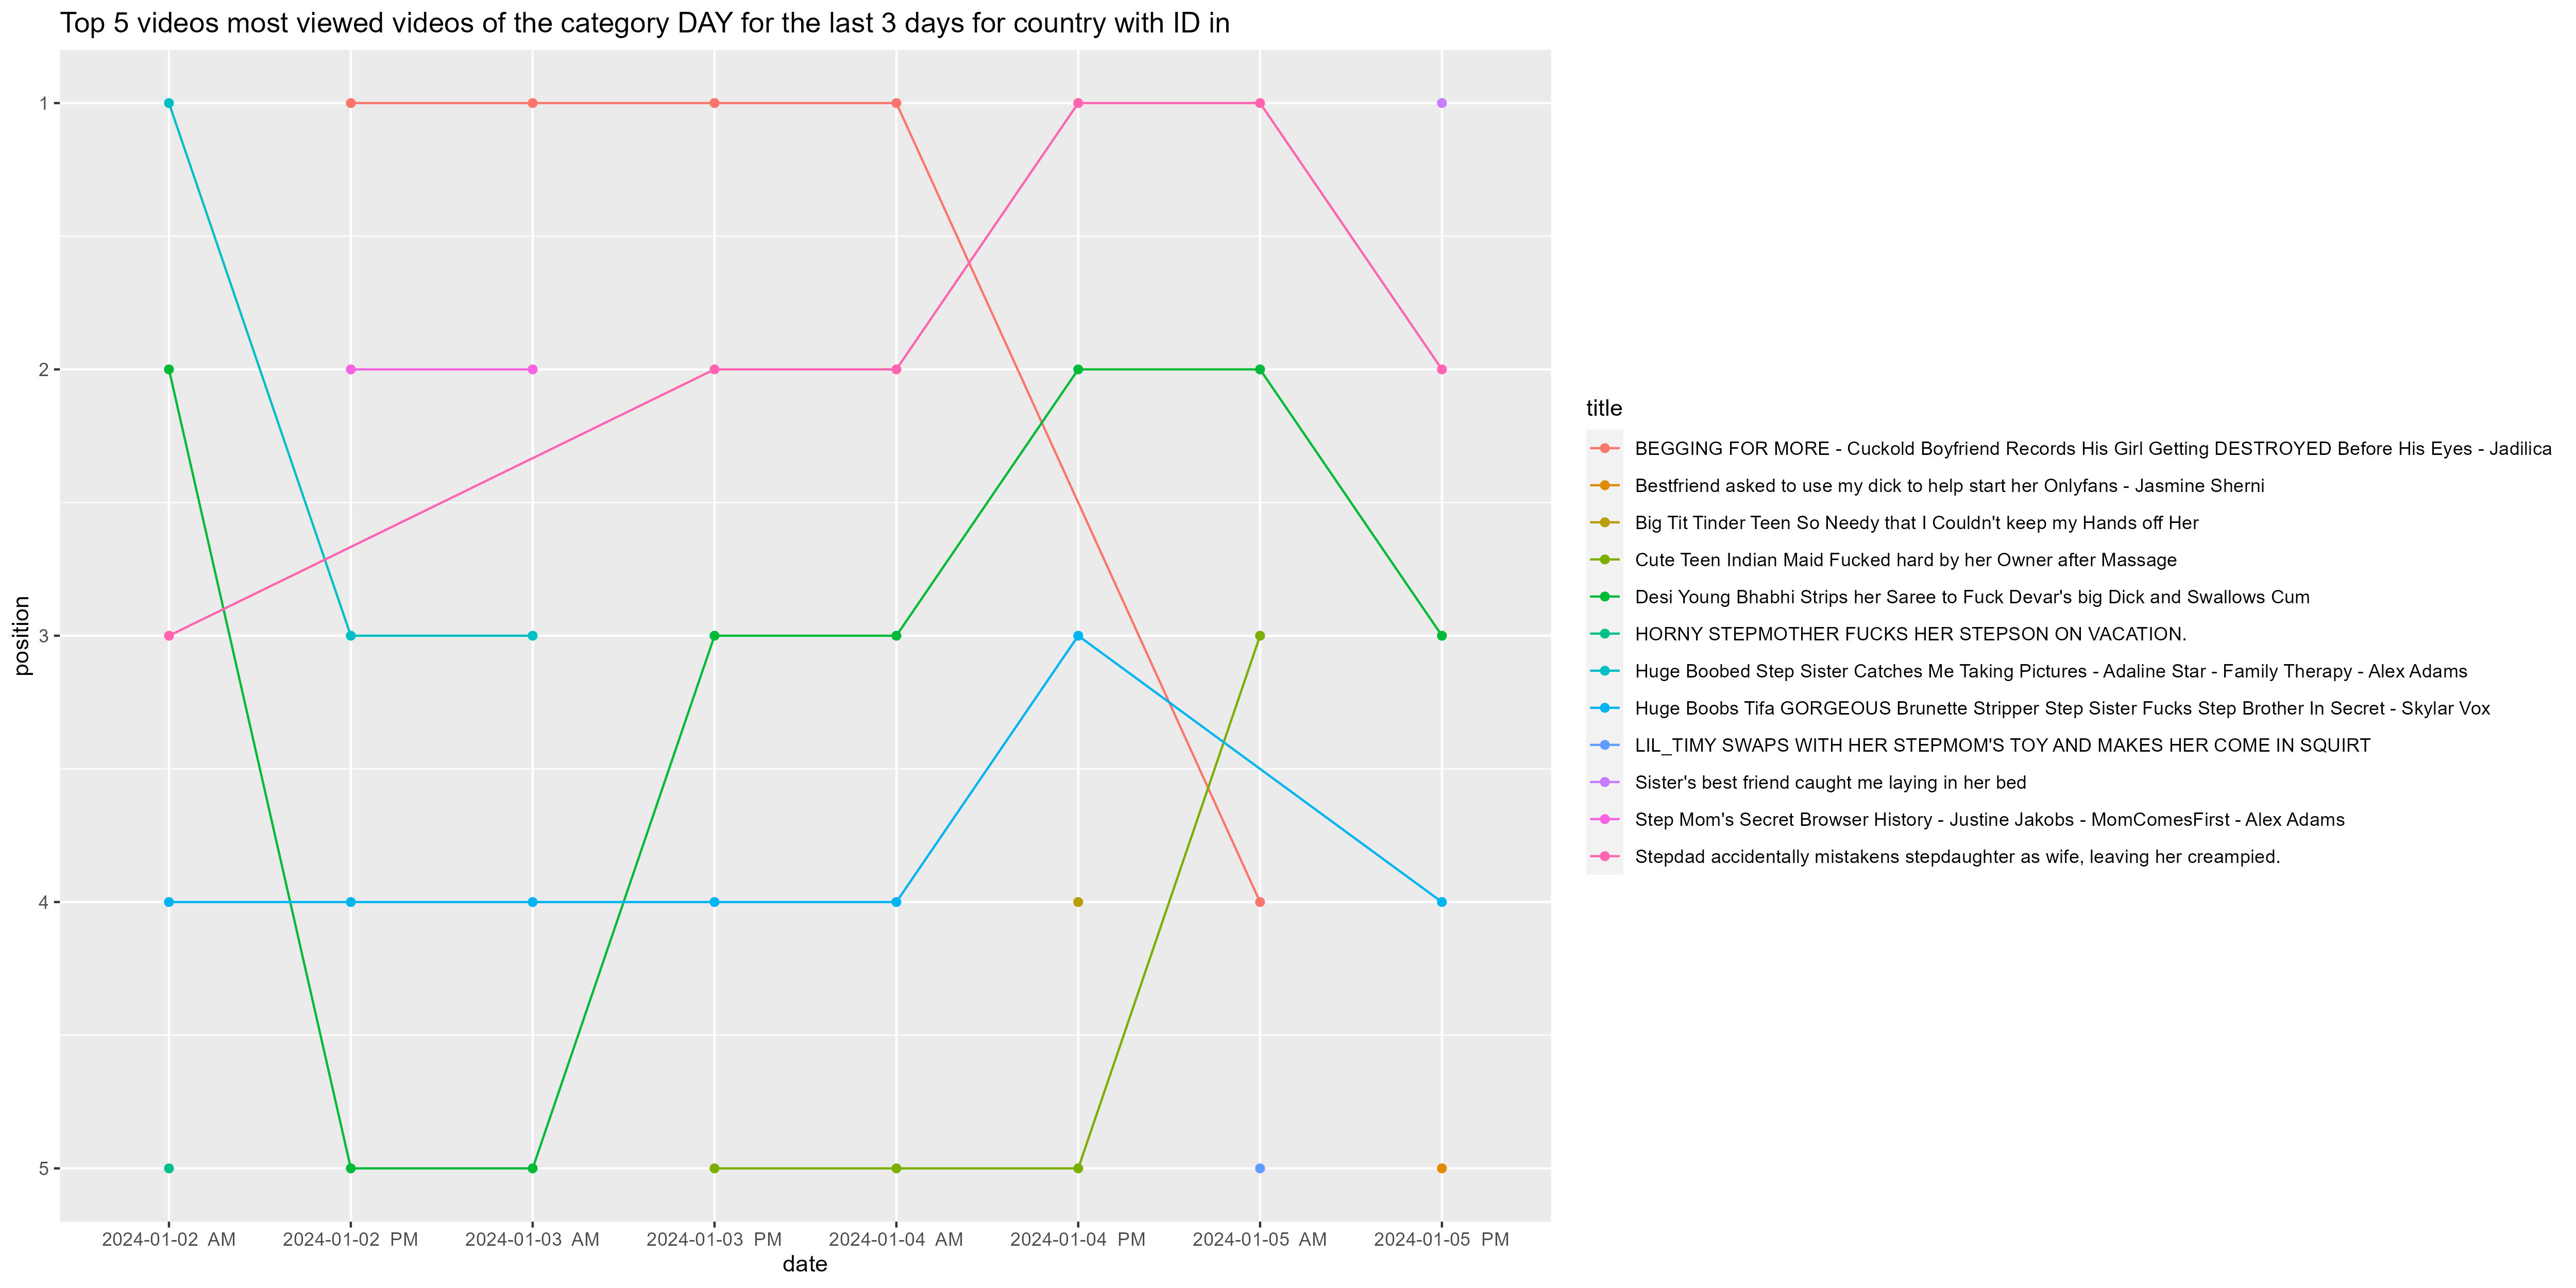 Top 5 videos most viewed videos of the category DAY for the last 3 days for country with ID in
1
2
3
4
5
position
2024-01-02 AM
2024-01-02 PM
2024-01-03 AM
2024-01-03 PM
2024-01-04 AM
2024-01-04 PM
2024-01-05 AM
2024-01-05 PM
date
title
BEGGING FOR MORE - Cuckold Boyfriend Records His Girl Getting DESTROYED Before His Eyes - Jadilica
Bestfriend asked to use my dick to help start her Onlyfans - Jasmine Sherni
Big Tit Tinder Teen So Needy that I Couldn't keep my Hands off Her
Cute Teen Indian Maid Fucked hard by her Owner after Massage
Desi Young Bhabhi Strips her Saree to Fuck Devar's big Dick and Swallows Cum
HORNY STEPMOTHER FUCKS HER STEPSON ON VACATION.
Huge Boobed Step Sister Catches Me Taking Pictures - Adaline Star - Family Therapy - Alex Adams
Huge Boobs Tifa GORGEOUS Brunette Stripper Step Sister Fucks Step Brother In Secret - Skylar Vox
LIL_TIMY SWAPS WITH HER STEPMOM'S TOY AND MAKES HER COME IN SQUIRT
Sister's best friend caught me laying in her bed
Step Mom's Secret Browser History - Justine Jakobs - MomComesFirst - Alex Adams
Stepdad accidentally mistakens stepdaughter as wife, leaving her creampied.